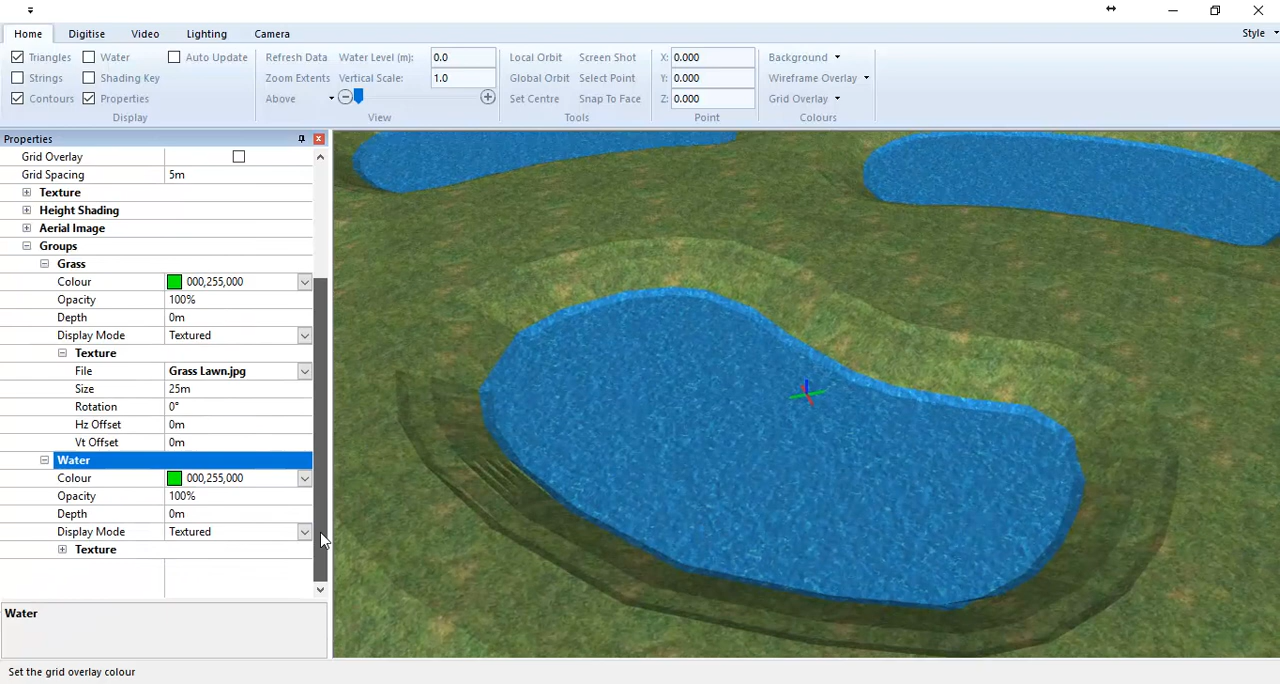 Home Digitise Video Lighting Camera Style
Triangles Water Auto Update Refresh Data Water Level (m): 0.0 Local Orbit Screen Shot X: 0.000 Background
Strings Shading Key Zoom Extents Vertical Scale: 1.0 Global Orbit Select Point Y: 0.000 Wireframe Overlay
Contours Properties Above Set Centre Snap To Face Z: 0.000 Grid Overlay
Display View Tools Point Colours
Properties
Grid Overlay
Grid Spacing 5m
Texture
Height Shading
Aerial Image
Groups
Grass
Colour 000,255,000
Opacity 100%
Depth 0m
Display Mode Textured
Texture
File Grass Lawn.jpg
Size 25m
Rotation 0°
Hz Offset 0m
Vt Offset 0m
Water
Colour 000,255,000
Opacity 100%
Depth 0m
Display Mode Textured
Texture
Water
Set the grid overlay colour